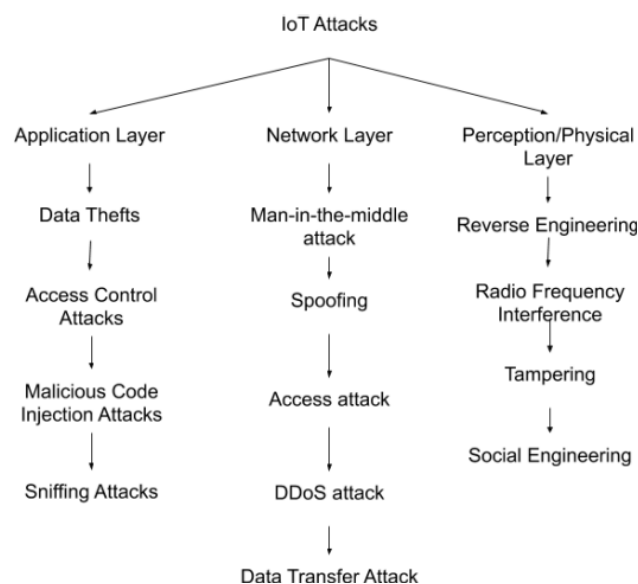 IoT Attacks
Application Layer
Data Thefts
Access Control
Attacks
Malicious Code
Injection Attacks
Sniffing Attacks
Network Layer
Man-in-the-middle
attack
Spoofing
Access attack
DDoS attack
Data Transfer Attack
Perception/Physical
Layer
Reverse Engineering
Radio Frequency
Interference
Tampering
Social Engineering